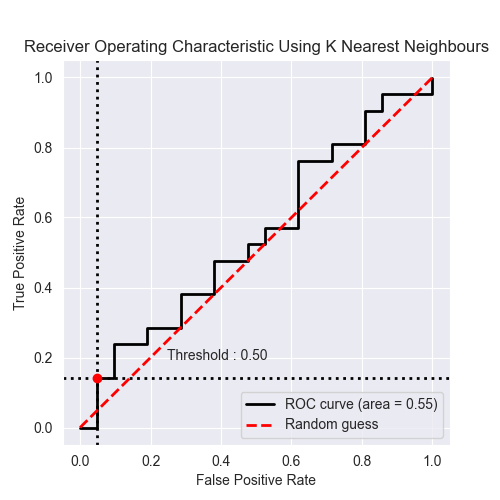 Receiver Operating Characteristic Using K Nearest Neighbours
1.0
0.8
0.6
0.4
0.2
0.0
True Positive Rate
Threshold : 0.50
ROC curve (area = 0.55)
Random guess
0.0 0.2 0.4 0.6 0.8 1.0
False Positive Rate